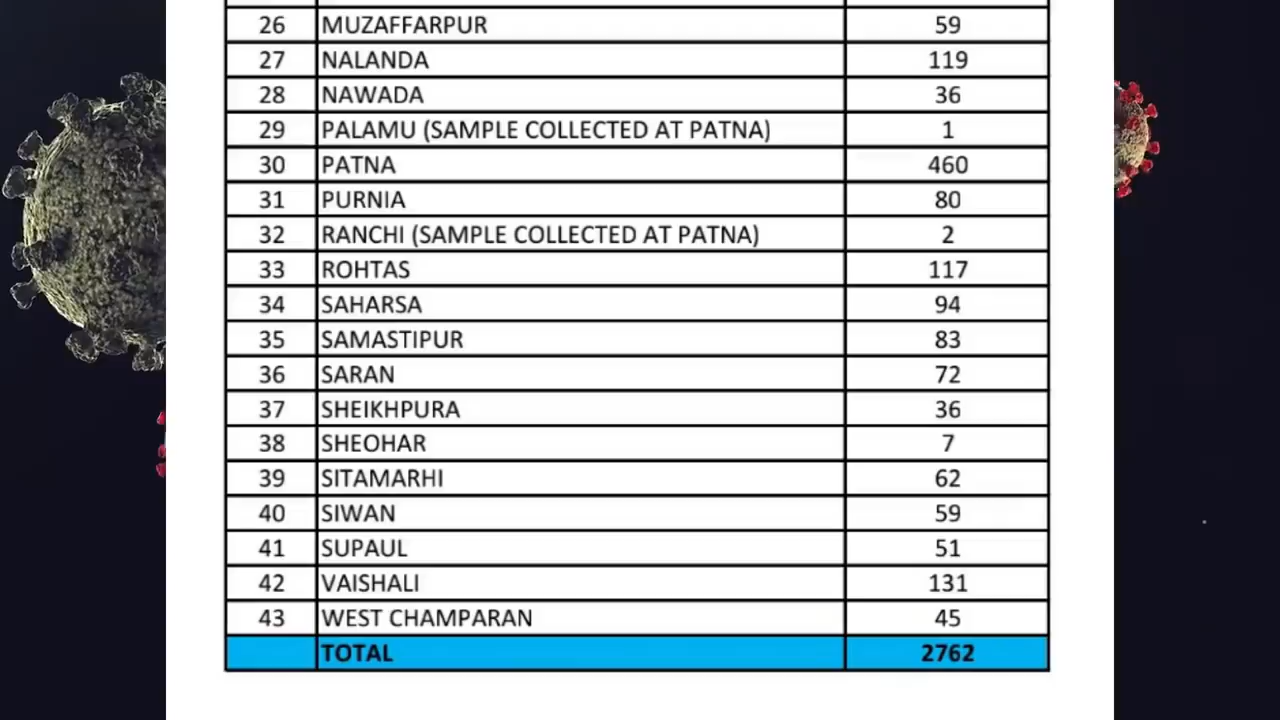 26 MUZAFFARPUR 59
27 NALANDA 119
28 NAWADA 36
29 PALAMU (SAMPLE COLLECTED AT PATNA) 1
30 PATNA 460
31 PURNIA 80
32 RANCHI (SAMPLE COLLECTED AT PATNA) 2
33 ROHTAS 117
34 SAHARSA 94
35 SAMASTIPUR 83
36 SARAN 72
37 SHEIKHPURA 36
38 SHEOHAR 7
39 SITAMARHI 62
40 SIWAN 59
41 SUPAUL 51
42 VAISHALI 131
43 WEST CHAMPARAN 45
TOTAL 2762